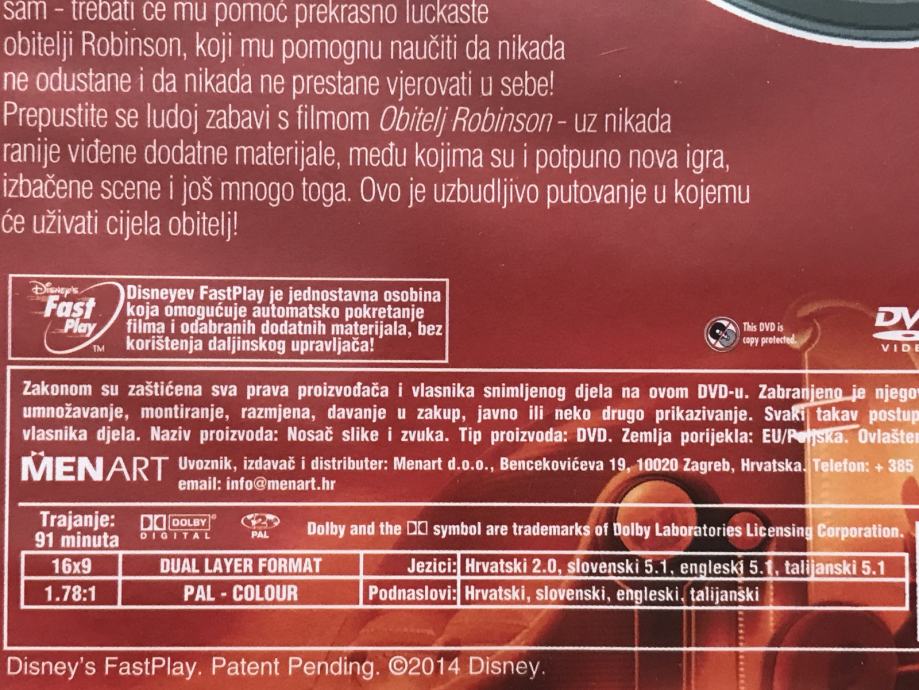 sam - trebati će mu pomoć prekrasno luckaste
obitelji Robinson, koji mu pomognu naučiti da nikada
ne odustane i da nikada ne prestane vjerovati u sebe!
Prepustite se ludoj zabavi s filmom Obitelj Robinson - uz nikada
ranije viđene dodatne materijale, među kojima su i potpuno nova igra,
izbačene scene i još mnogo toga. Ovo je uzbudljivo putovanje u kojemu
će uživati cijela obitelj!
Disney's
Fast
Play
TM
Disneyev FastPlay je jednostavna osobina
koja omogućuje automatsko pokretanje
filma i odabranih dodatnih materijala, bez
korištenja daljinskog upravljača!
This DVD is
copy protected.
DV
VIDE
Zakonom su zaštićena sva prava proizvođača i vlasnika snimljenog djela na ovom DVD-u. Zabranjeno je njego
umnožavanje, montiranje, razmjena, davanje u zakup, javno ili neko drugo prikazivanje. Svaki takav postup
vlasnika djela. Naziv proizvoda: Nosač slike i zvuka. Tip proizvoda: DVD. Zemlja porijekla: EU/Poljska. Ovlašte
MENART
Uvoznik, izdavač i distributer: Menart d.o.o., Bencekovićeva 19, 10020 Zagreb, Hrvatska. Telefon: + 385
email: info@menart.hr
Trajanje:
91 minuta
DOLBY
DIGITAL
PAL
Dolby and the DD symbol are trademarks of Dolby Laboratories Licensing Corporation.
16x9 DUAL LAYER FORMAT Jezici: Hrvatski 2.0, slovenski 5.1, engleski 5.1, talijanski 5.1
1.78:1 PAL - COLOUR Podnaslovi: Hrvatski, slovenski, engleski, talijanski
Disney's FastPlay. Patent Pending. ©2014 Disney.